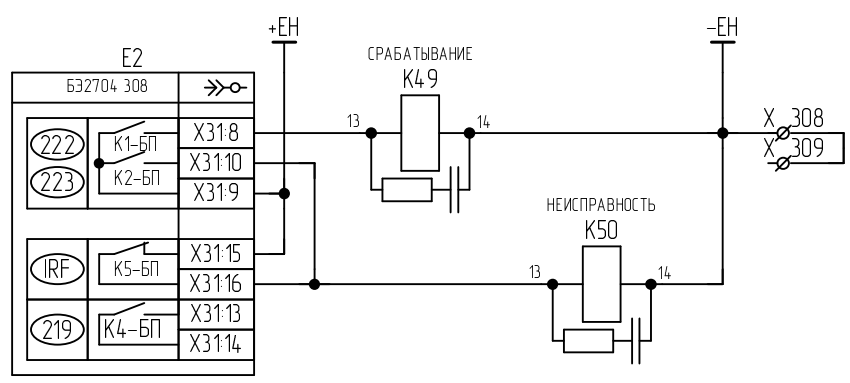 +ЕН
–ЕН
Е2
СРАБАТЫВАНИЕ
К49
БЭ2704 308
13
14
Х 308
Х 309
222
К1-БП
Х31:8
223
К2-БП
Х31:10
Х31:9
НЕИСПРАВНОСТЬ
К50
IRF
К5-БП
Х31:15
Х31:16
13
14
219
К4-БП
Х31:13
Х31:14